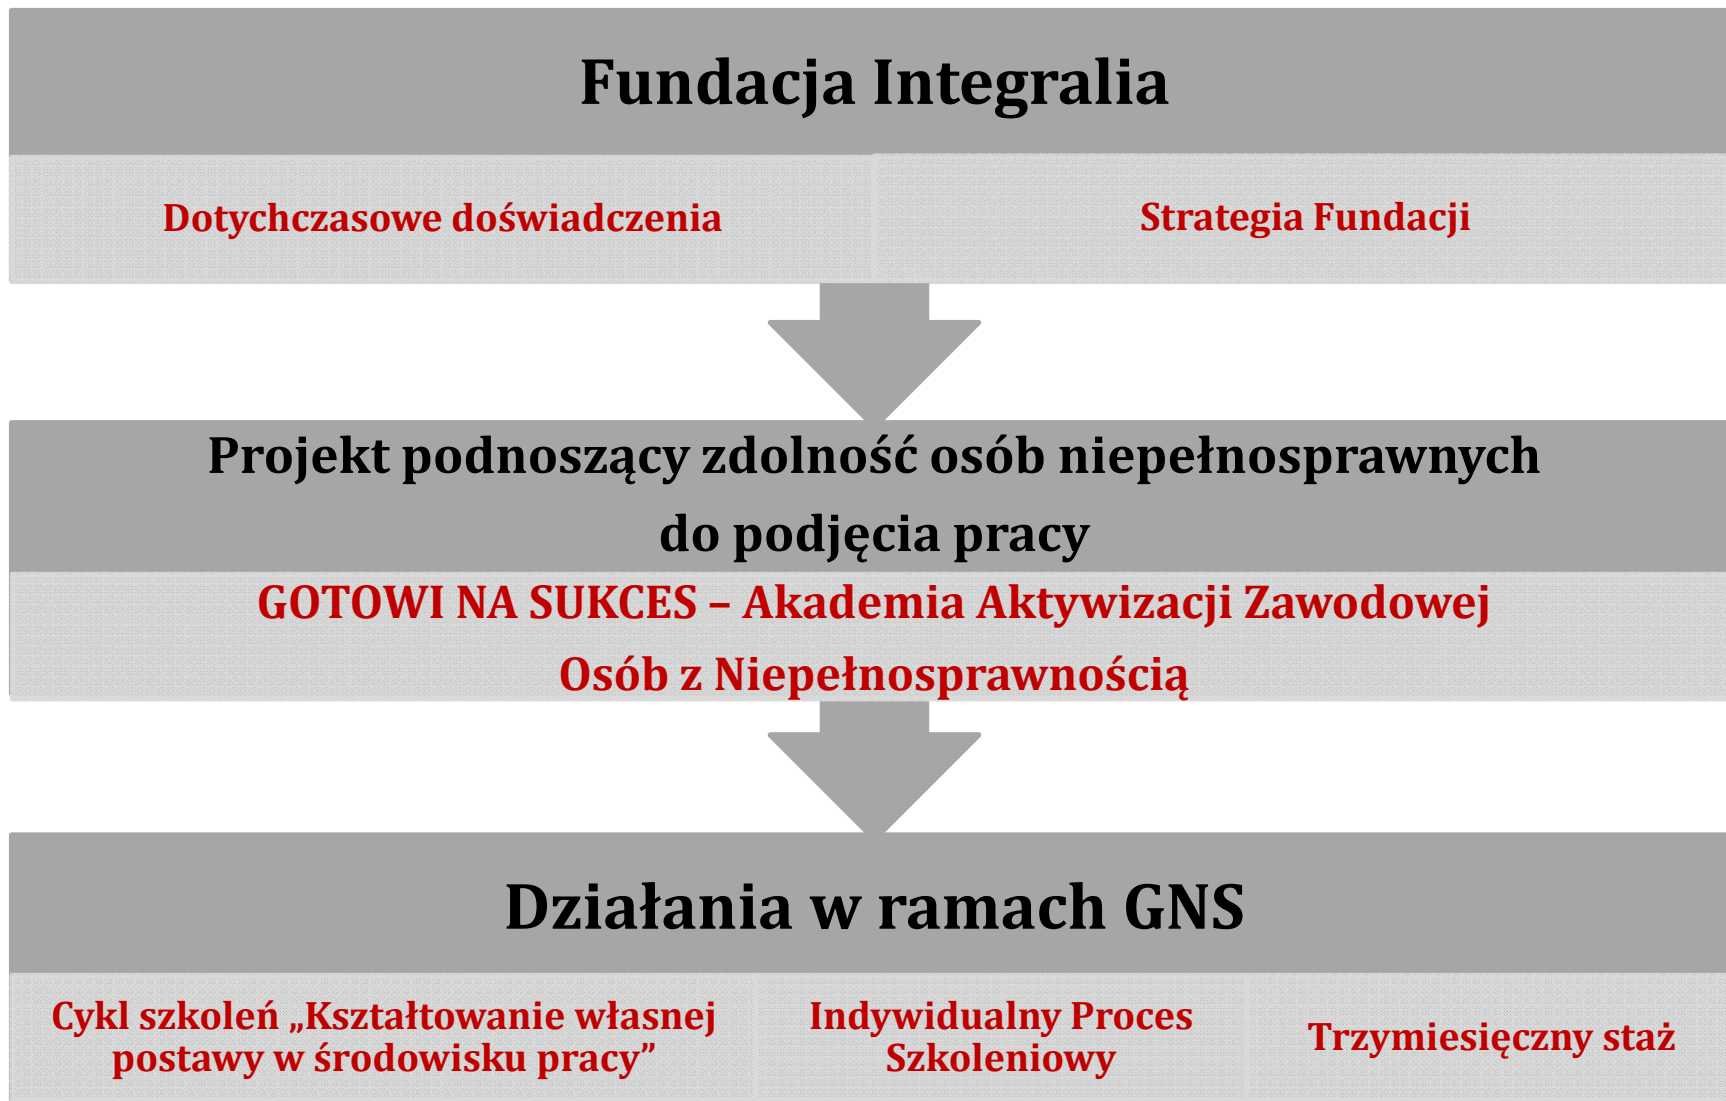 Fundacja Integralia
Dotychczasowe doświadczenia
Strategia Fundacji
Projekt podnoszący zdolność osób niepełnosprawnych
do podjęcia pracy
GOTOWI NA SUKCES – Akademia Aktywizacji Zawodowej
Osób z Niepełnosprawnością
Działania w ramach GNS
Cykl szkoleń „Kształtowanie własnej
postawy w środowisku pracy”
Indywidualny Proces
Szkoleniowy
Trzymiesięczny staż